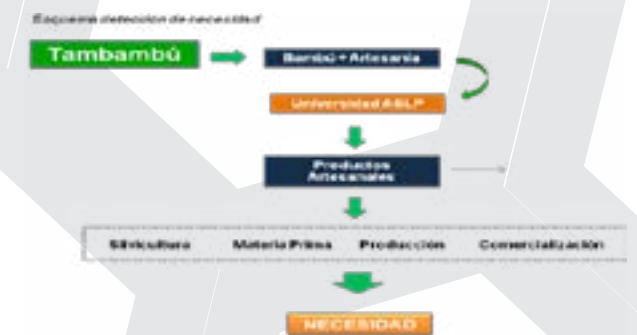 Esquema detección de necesidad
Tambambú
Bambú + Artesanía
Universidad ASLP
Productos
Artesanales
Silvicultura Materia Prima Producción Comercialización
NECESIDAD